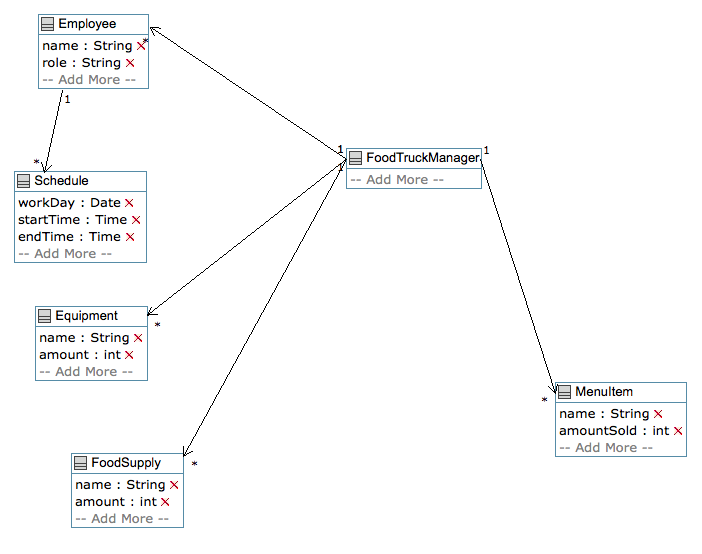 Employee
name : String
*
role : String
-- Add More --
1
*
Schedule
workDay : Date
startTime : Time
endTime : Time
-- Add More --
1
1
FoodTruckManager
1
-- Add More --
Equipment
*
name : String
amount : int
-- Add More --
*
MenuItem
name : String
amountSold : int
-- Add More --
FoodSupply
*
name : String
amount : int
-- Add More --